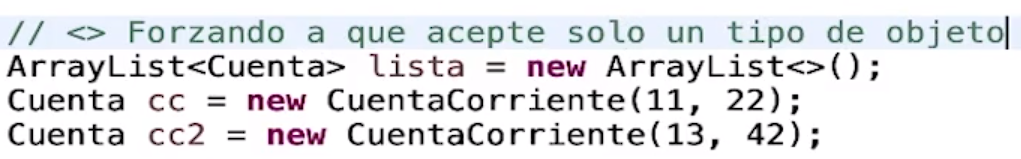 // <> Forzando a que acepte solo un tipo de objeto
ArrayList<Cuenta> lista = new ArrayList<>();
Cuenta cc = new CuentaCorriente(11, 22);
Cuenta cc2 = new CuentaCorriente(13, 42);